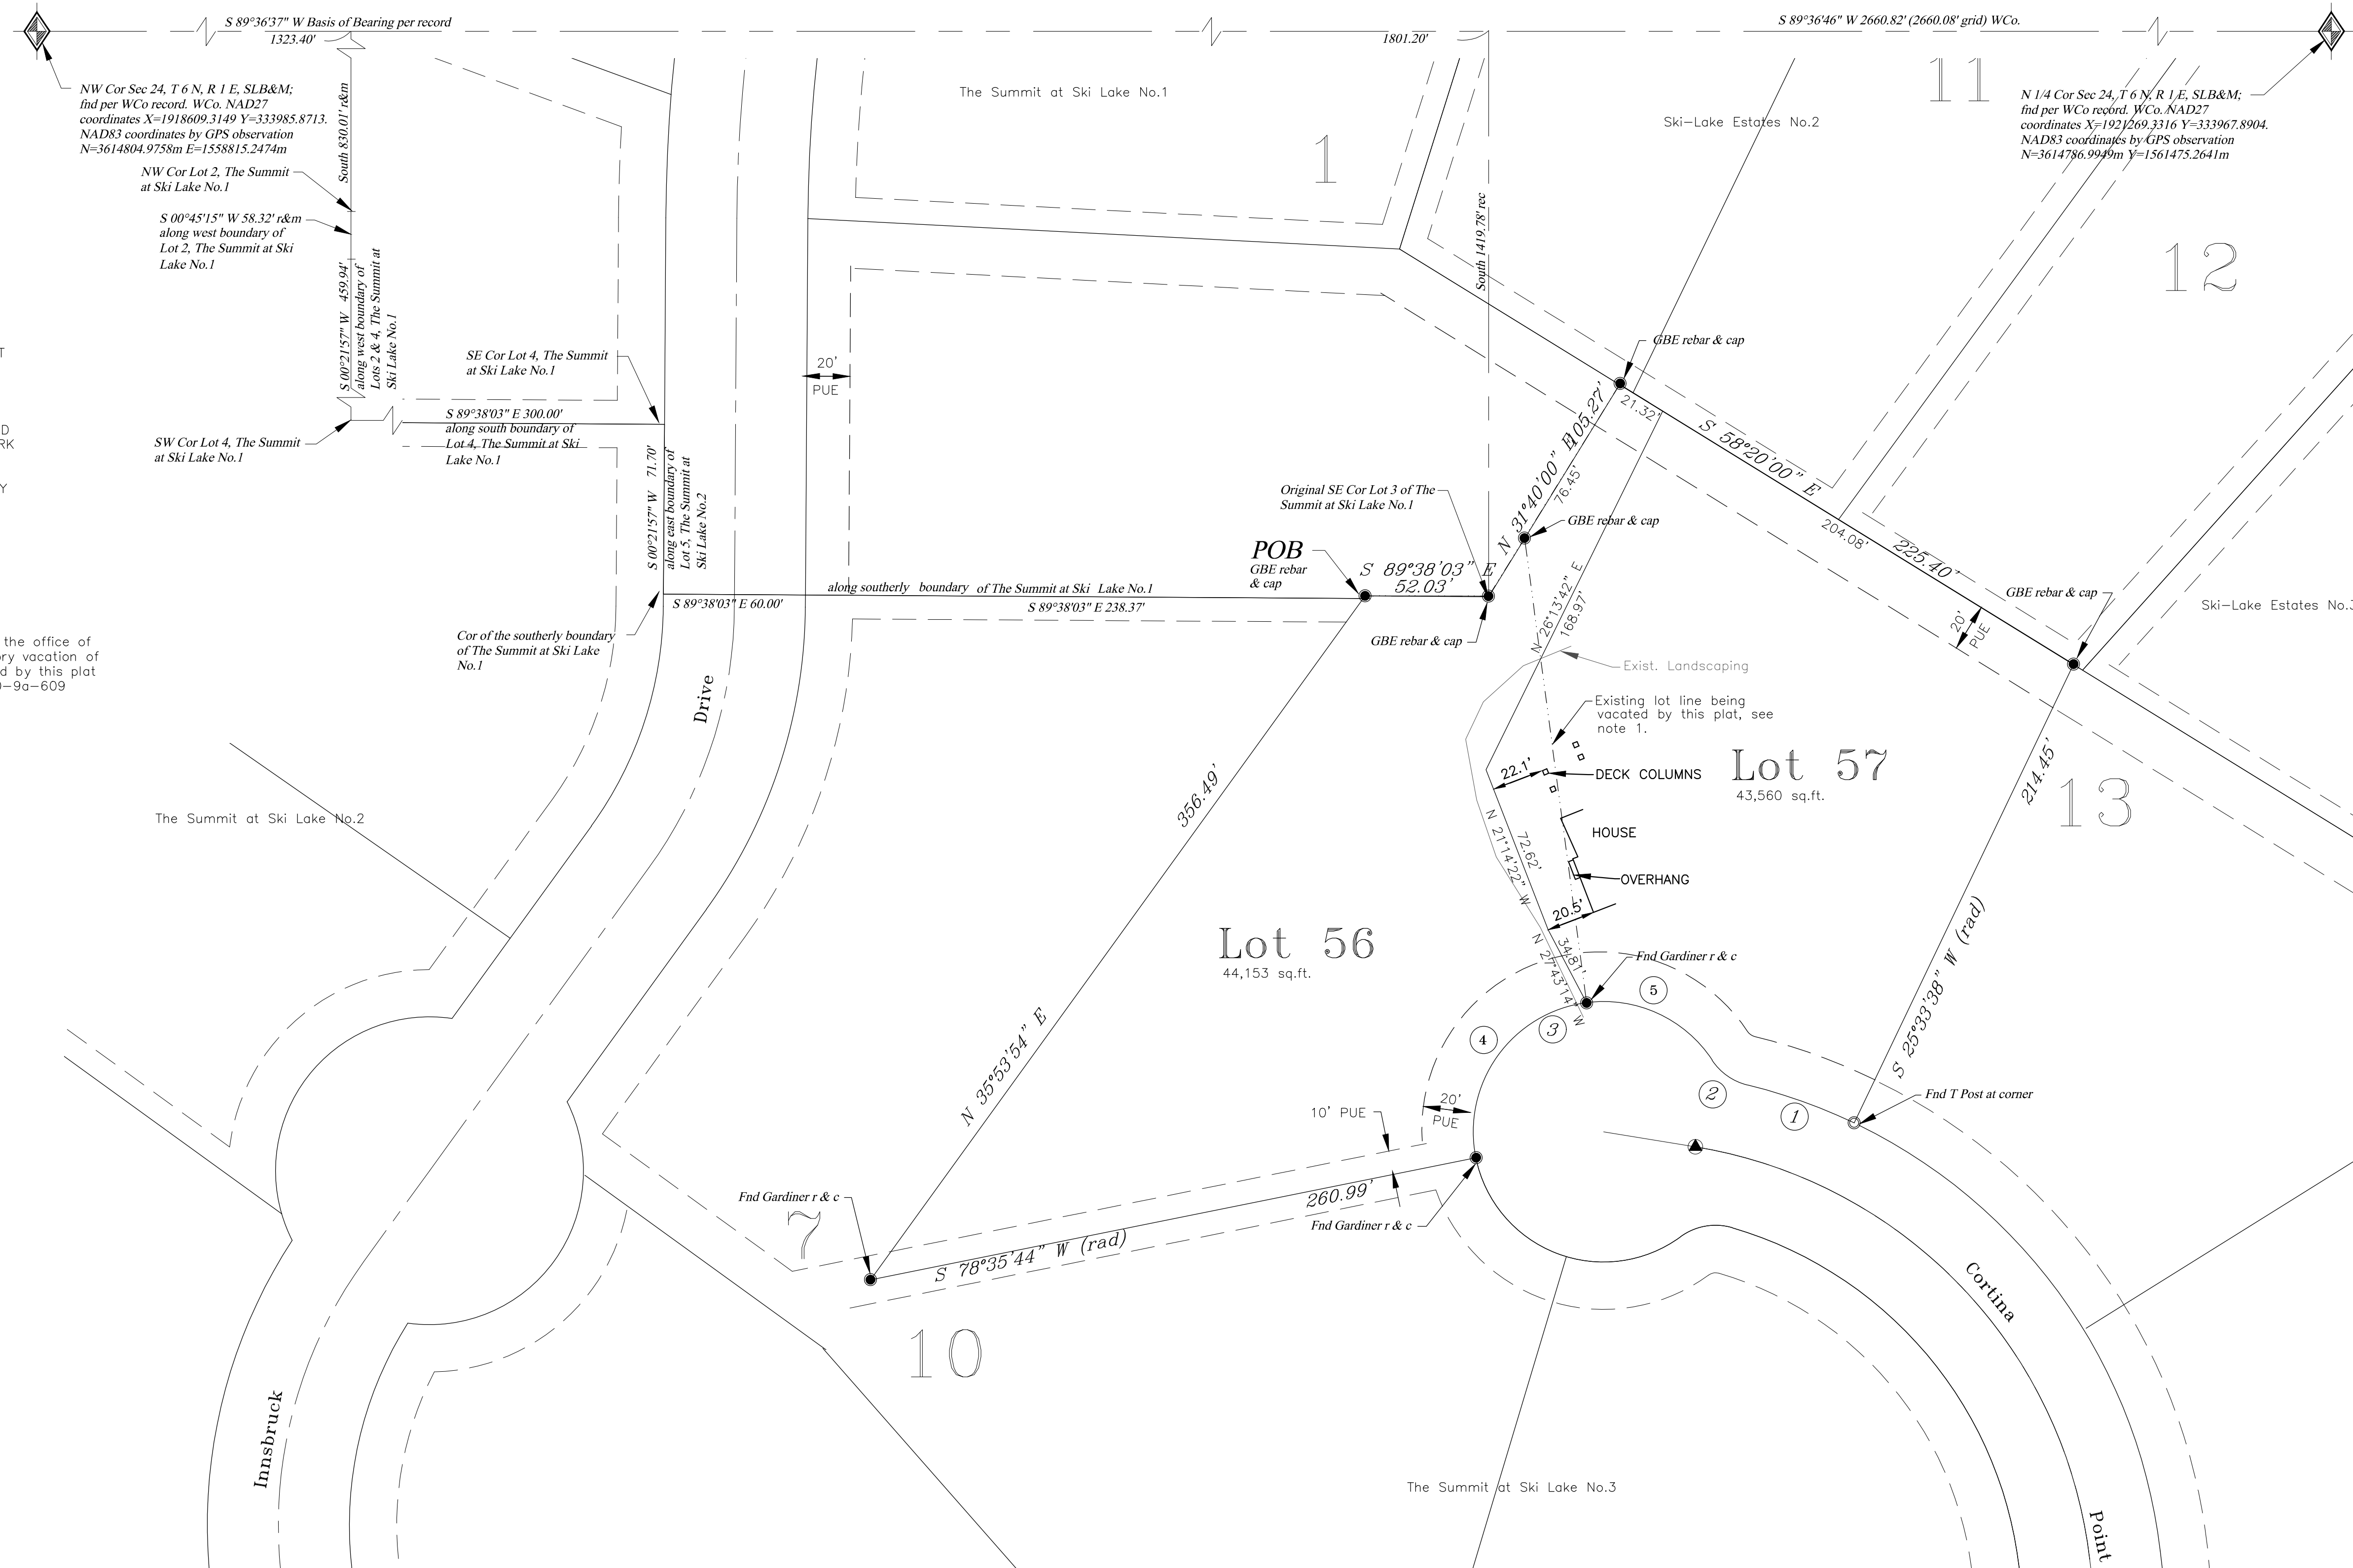 S 89°36'37" W Basis of Bearing per record
1323.40'
1801.20'
S 89°36'46" W 2660.82' (2660.08' grid) WCo.
NW Cor Sec 24, T 6 N, R 1 E, SLB&M;
fnd per WCo record. WCo. NAD27
coordinates X=1918609.3149 Y=333985.8713.
NAD83 coordinates by GPS observation
N=3614804.9758m E=1558815.2474m
South 830.01' r&m
NW Cor Lot 2, The Summit
at Ski Lake No.1
S 00°45'15" W 58.32' r&m
along west boundary of
Lot 2, The Summit at Ski
Lake No.1
S 00°21'57" W 459.94'
along west boundary of
Lots 2 & 4, The Summit at
Ski Lake No.1
The Summit at Ski Lake No.1
1
South 1419.78' rec
Ski-Lake Estates No.2
11
N 1/4 Cor Sec 24, T 6 N, R 1 E, SLB&M;
fnd per WCo record. WCo. NAD27
coordinates X=1921269.3316 Y=333967.8904.
NAD83 coordinates by GPS observation
N=3614786.9949m Y=1561475.2641m
12
T
D
RK
Y
SE Cor Lot 4, The Summit
at Ski Lake No.1
20'
PUE
SW Cor Lot 4, The Summit
at Ski Lake No.1
S 89°38'03" E 300.00'
along south boundary of
Lot 4, The Summit at Ski
Lake No.1
S 00°21'57" W 71.70'
along east boundary of
Lot 5, The Summit at
Ski Lake No.2
GBE rebar & cap
21.32'
N 31°40'00" E
105.27'
76.45'
S 58°20'00" E
225.40'
204.08'
Original SE Cor Lot 3 of The
Summit at Ski Lake No.1
GBE rebar & cap
POB
GBE rebar
& cap
S 89°38'03" E
52.03'
along southerly boundary of The Summit at Ski Lake No.1
S 89°38'03" E 60.00'
S 89°38'03" E 238.37'
GBE rebar & cap
Cor of the southerly boundary
of The Summit at Ski Lake
No.1
N 26°13'42" E
168.97'
GBE rebar & cap
20'
PUE
Ski-Lake Estates No.3
the office of
ory vacation of
d by this plat
-9a-609
Exist. Landscaping
Existing lot line being
vacated by this plat, see
note 1.
Drive
22.1'
DECK COLUMNS
Lot 57
43,560 sq.ft.
214.45'
13
The Summit at Ski Lake No.2
356.49'
N 35°53'54" E
N 21°14'22" W
72.62'
HOUSE
OVERHANG
20.5'
Lot 56
44,153 sq.ft.
34.81'
N 27°43'14" W
Fnd Gardiner r & c
5
4
3
2
1
S 25°33'38" W (rad)
Fnd T Post at corner
10' PUE
20'
PUE
Fnd Gardiner r & c
7
260.99'
S 78°35'44" W (rad)
Fnd Gardiner r & c
10
Cortina
Innsbruck
The Summit at Ski Lake No.3
Point